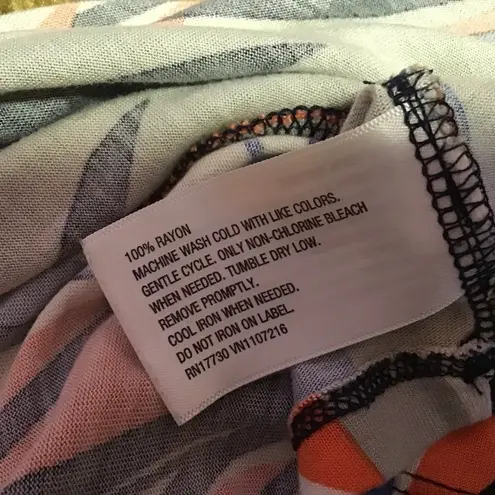 100% RAYON
MACHINE WASH COLD WITH LIKE COLORS.
GENTLE CYCLE. ONLY NON-CHLORINE BLEACH
WHEN NEEDED. TUMBLE DRY LOW.
REMOVE PROMPTLY.
COOL IRON WHEN NEEDED.
DO NOT IRON ON LABEL.
RN17730 VN1107216